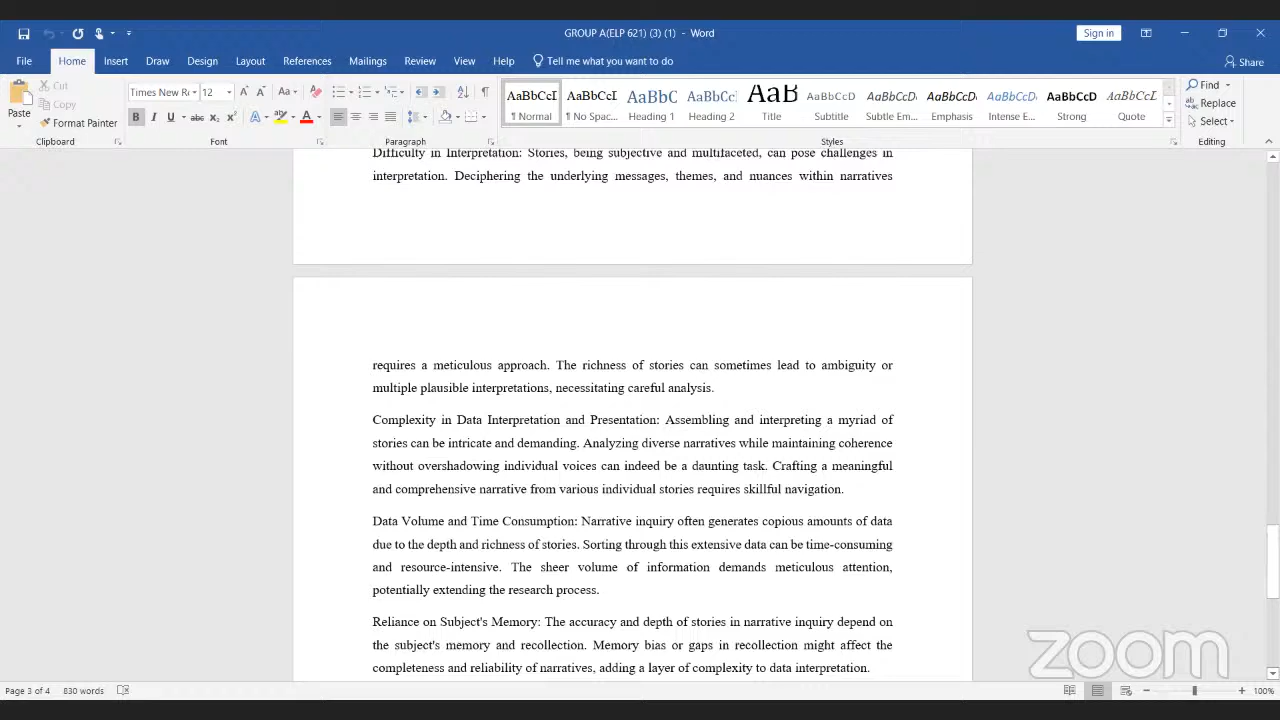 GROUP A(ELP 621) (3) (1) - Word
Sign in
File Home Insert Draw Design Layout References Mailings Review View Help Tell me what you want to do Share
Paste
Cut
Copy
Format Painter
Times New Ro 12 Aa
AaBbCcI AaBbCcI AaBbC AaBbCc AaB AaBbCcD AaBbCcDt AaBbCcDt AaBbCcDt AaBbCcDc AaBbCcD
¶ Normal ¶ No Spac... Heading 1 Heading 2 Title Subtitle Subtle Em... Emphasis Intense E... Strong Quote
Find
Replace
Select
Clipboard Font Paragraph Styles Editing
Difficulty in Interpretation: Stories, being subjective and multifaceted, can pose challenges in
interpretation. Deciphering the underlying messages, themes, and nuances within narratives
requires a meticulous approach. The richness of stories can sometimes lead to ambiguity or
multiple plausible interpretations, necessitating careful analysis.
Complexity in Data Interpretation and Presentation: Assembling and interpreting a myriad of
stories can be intricate and demanding. Analyzing diverse narratives while maintaining coherence
without overshadowing individual voices can indeed be a daunting task. Crafting a meaningful
and comprehensive narrative from various individual stories requires skillful navigation.
Data Volume and Time Consumption: Narrative inquiry often generates copious amounts of data
due to the depth and richness of stories. Sorting through this extensive data can be time-consuming
and resource-intensive. The sheer volume of information demands meticulous attention,
potentially extending the research process.
Reliance on Subject's Memory: The accuracy and depth of stories in narrative inquiry depend on
the subject's memory and recollection. Memory bias or gaps in recollection might affect the
completeness and reliability of narratives, adding a layer of complexity to data interpretation.
zoom
Page 3 of 4 830 words 100%